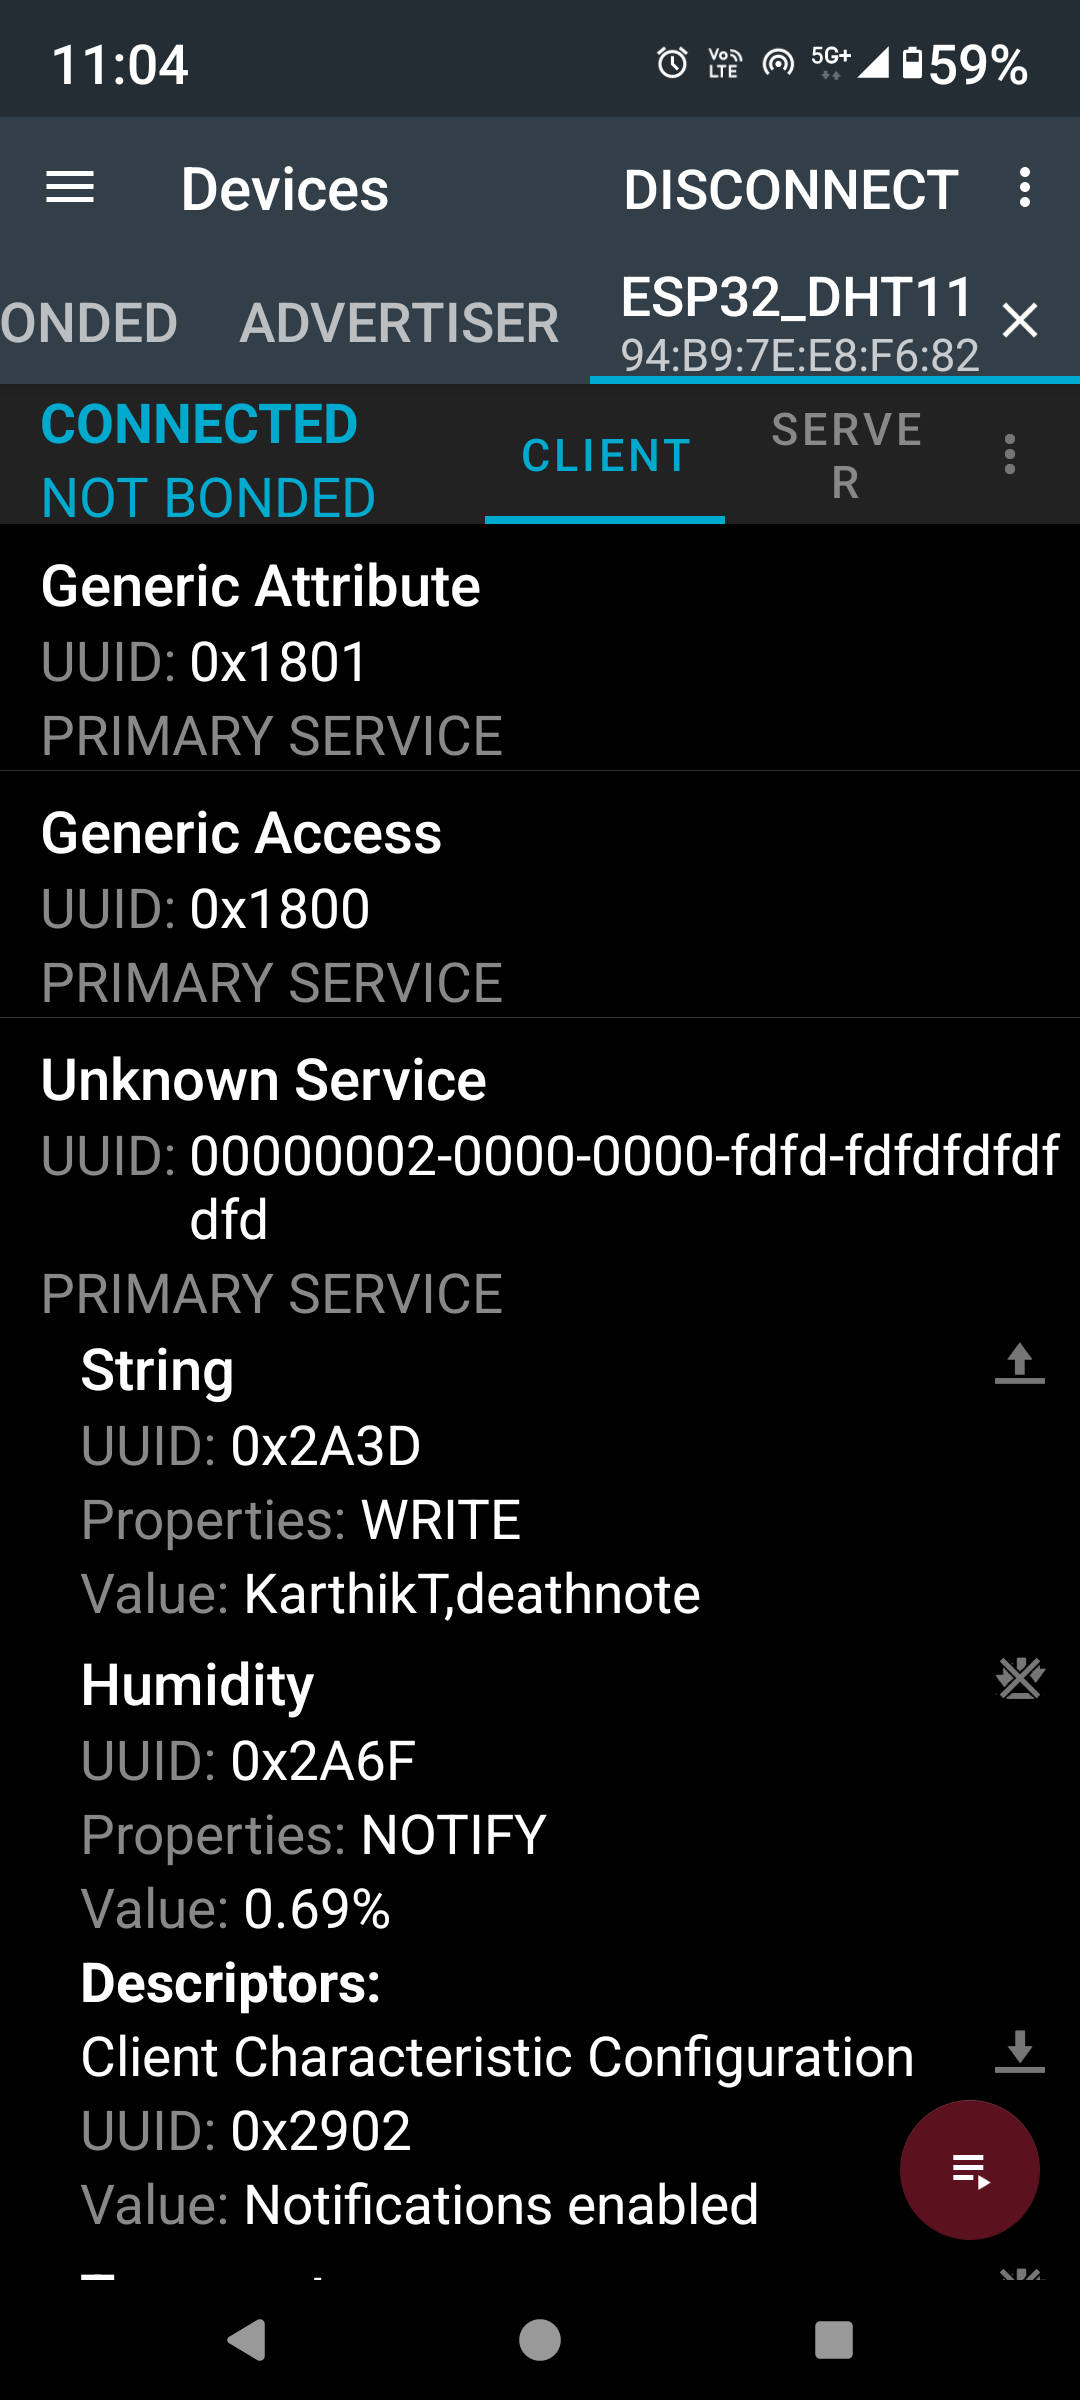 11:04
Vo LTE 5G+ 59%
Devices DISCONNECT
ONDED ADVERTISER ESP32_DHT11
94:B9:7E:E8:F6:82
CONNECTED
NOT BONDED
CLIENT
SERVE
R
Generic Attribute
UUID: 0x1801
PRIMARY SERVICE
Generic Access
UUID: 0x1800
PRIMARY SERVICE
Unknown Service
UUID: 00000002-0000-0000-fdfd-fdfdfdfdf
dfd
PRIMARY SERVICE
String
UUID: 0x2A3D
Properties: WRITE
Value: KarthikT,deathnote
Humidity
UUID: 0x2A6F
Properties: NOTIFY
Value: 0.69%
Descriptors:
Client Characteristic Configuration
UUID: 0x2902
Value: Notifications enabled